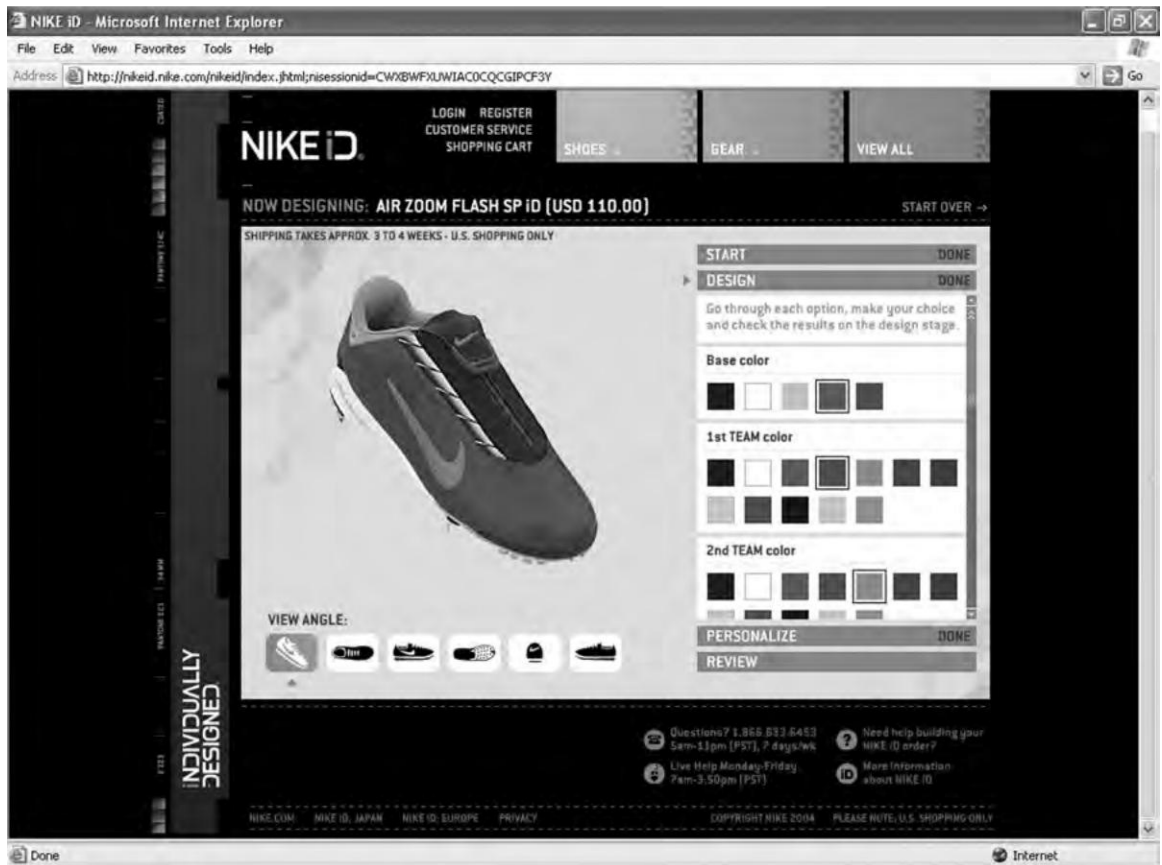 NIKE iD - Microsoft Internet Explorer
File Edit View Favorites Tools Help
Address http://nikeid.nike.com/nikeid/index.jhtml;nisessionid=CWXBWFXUWIAC0CQCGIPCF3Y Go
LOGIN REGISTER
CUSTOMER SERVICE
SHOPPING CART
NIKE iD.
SHOES
GEAR
VIEW ALL
NOW DESIGNING: AIR ZOOM FLASH SP iD (USD 110.00)
START OVER →
SHIPPING TAKES APPROX. 3 TO 4 WEEKS - U.S. SHOPPING ONLY
START DONE
DESIGN DONE
Go through each option, make your choice
and check the results on the design stage.
Base color
1st TEAM color
2nd TEAM color
PERSONALIZE DONE
REVIEW
VIEW ANGLE:
COATED
iNDIVIDUALLY
DESIGNED
Questions? 1.866.633.6453
5am-11pm (PST), 7 days/wk
Need help building your
NIKE iD order?
Live Help Monday-Friday
7am-3:50pm (PST)
More Information
about NIKE iD
NIKE.COM NIKE iD. JAPAN NIKE iD. EUROPE PRIVACY
COPYRIGHT NIKE 2004 PLEASE NOTE: U.S. SHOPPING ONLY
Done
Internet